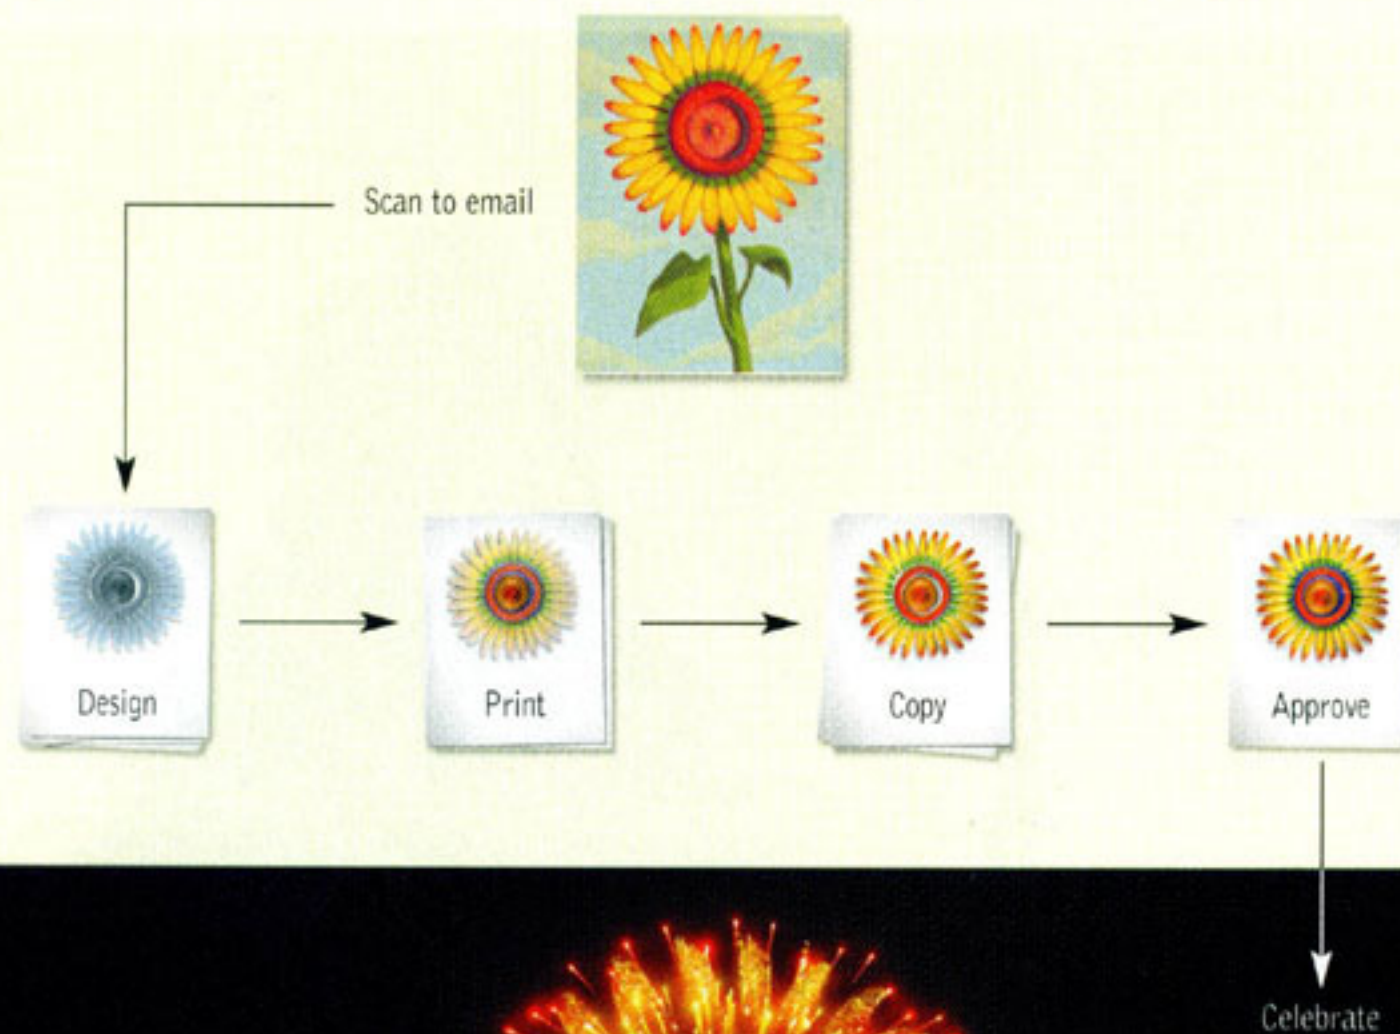 Scan to email
Design
Print
Copy
Approve
Celebrate